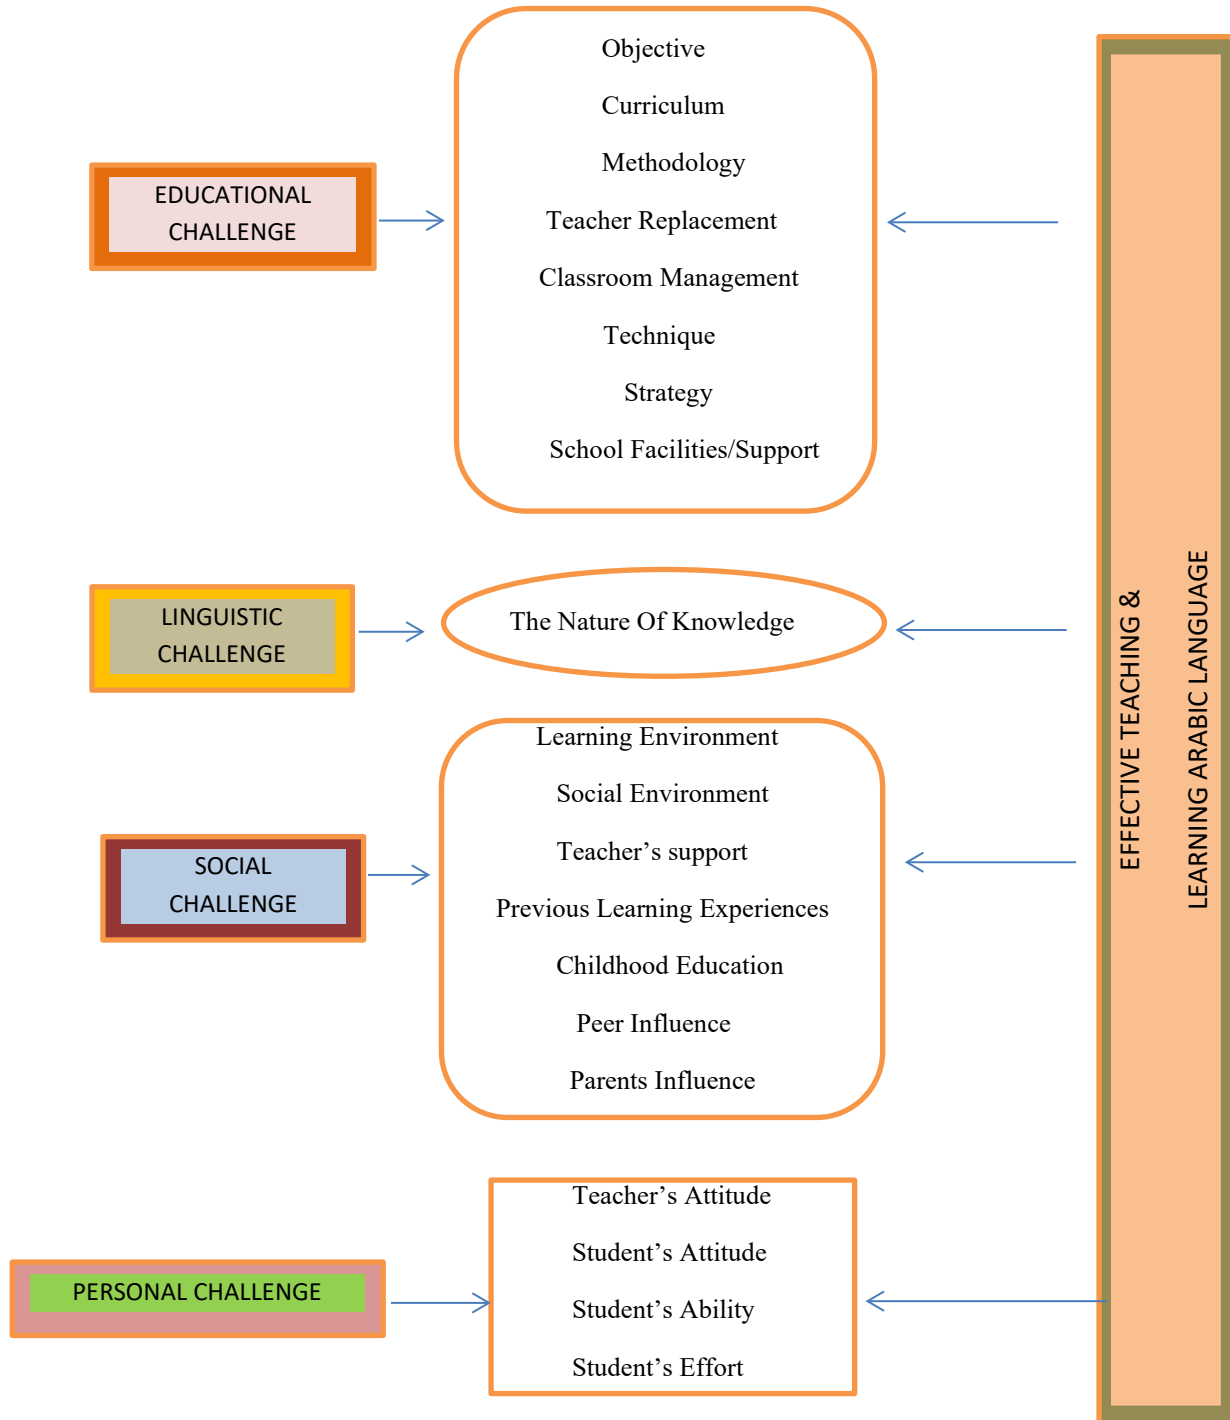 EDUCATIONAL
CHALLENGE
Objective
Curriculum
Methodology
Teacher Replacement
Classroom Management
Technique
Strategy
School Facilities/Support
LINGUISTIC
CHALLENGE
The Nature Of Knowledge
SOCIAL
CHALLENGE
Learning Environment
Social Environment
Teacher’s support
Previous Learning Experiences
Childhood Education
Peer Influence
Parents Influence
PERSONAL CHALLENGE
Teacher’s Attitude
Student’s Attitude
Student’s Ability
Student’s Effort
EFFECTIVE TEACHING &
LEARNING ARABIC LANGUAGE